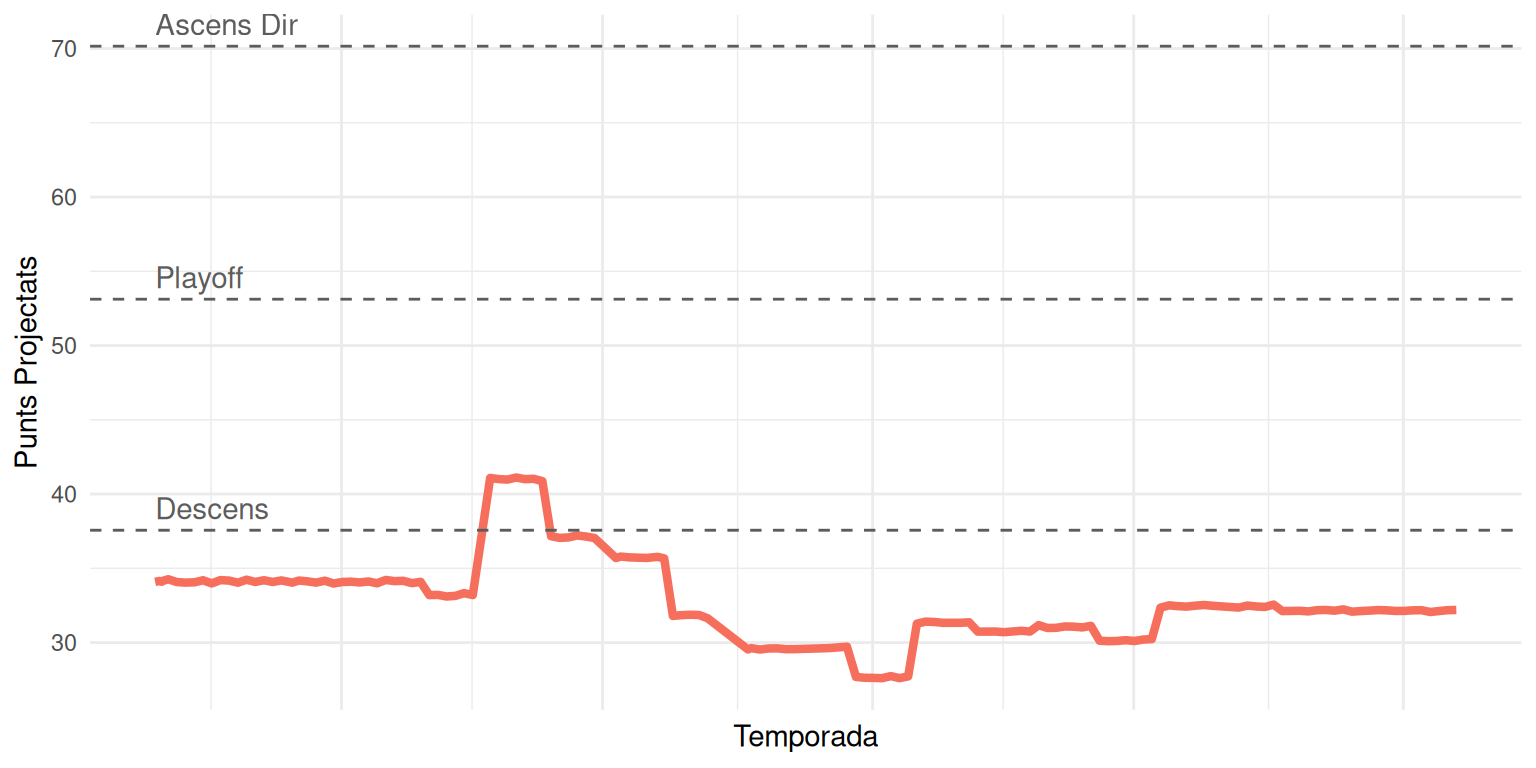 Ascens Dir
70
60
Playoff
50
Punts Projectats
40
Descens
30
Temporada